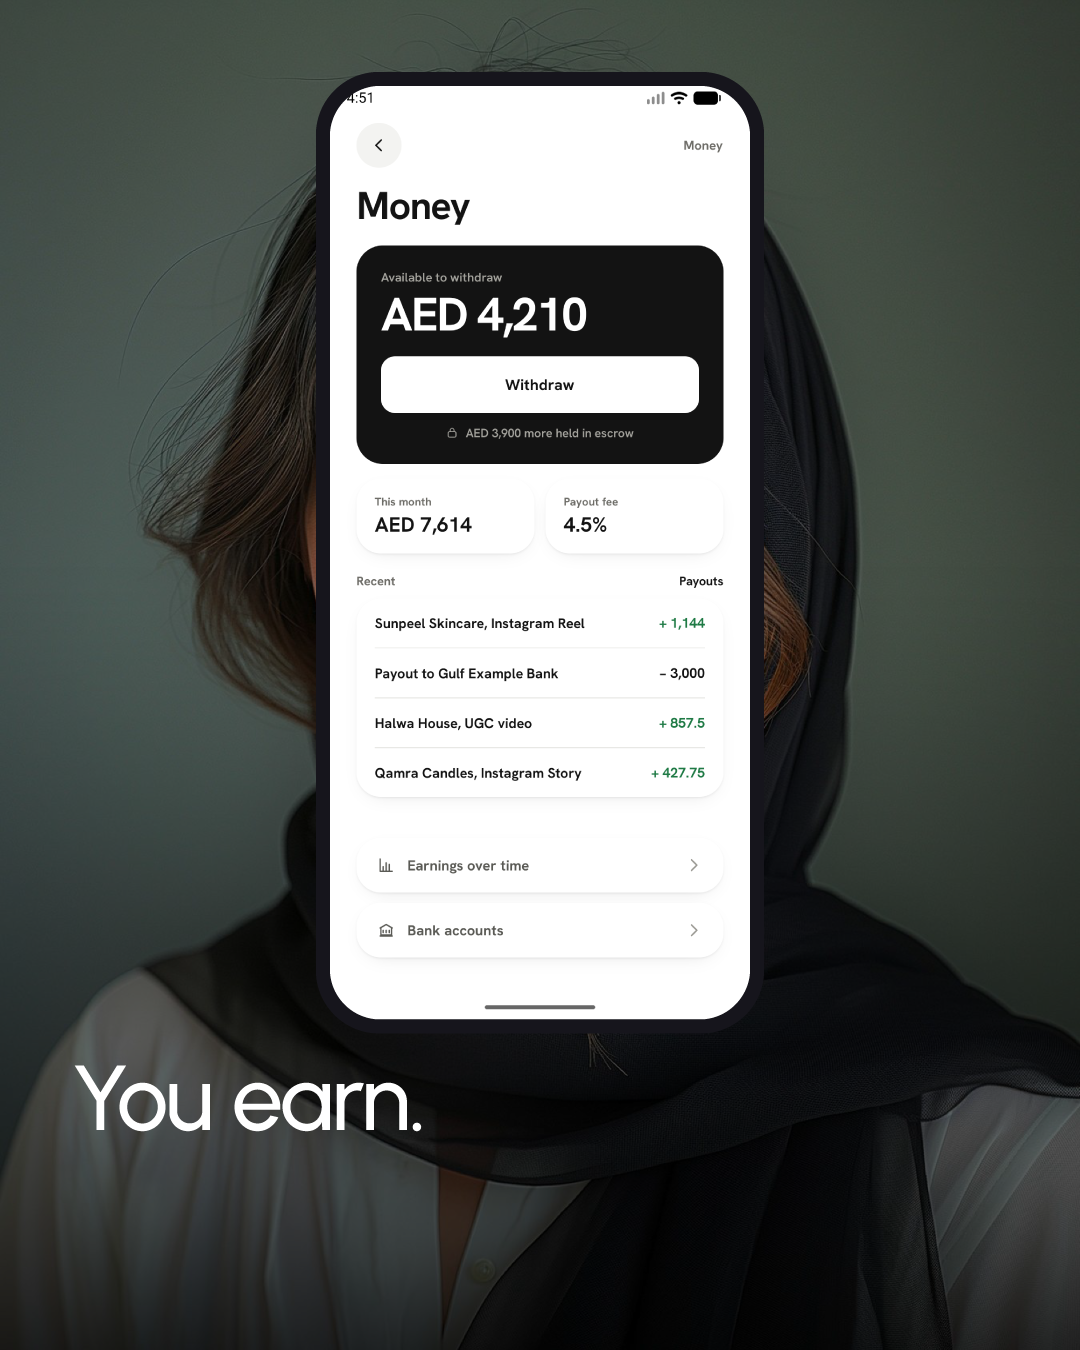 4:51
Money
Money
Available to withdraw
AED 4,210
Withdraw
AED 3,900 more held in escrow
This month
Payout fee
AED 7,614
4.5%
Recent
Payouts
Sunpeel Skincare, Instagram Reel
+ 1,144
Payout to Gulf Example Bank
– 3,000
Halwa House, UGC video
+ 857.5
Qamra Candles, Instagram Story
+ 427.75
Earnings over time
Bank accounts
You earn.